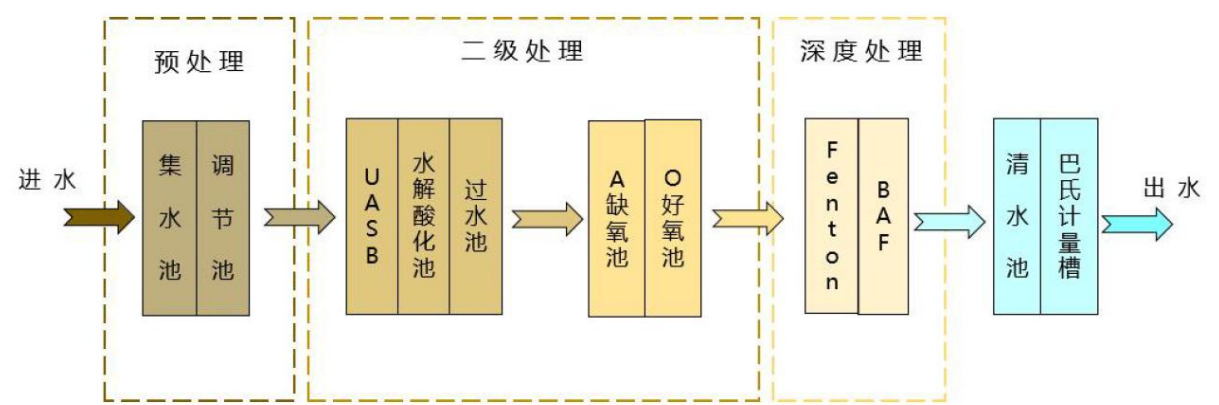 预处理
二级处理
深度处理
进水
集水池
调节池
UASB
水解酸化池
过水池
A缺氧池
O好氧池
Fenton
BAF
清水池
巴氏计量槽
出水